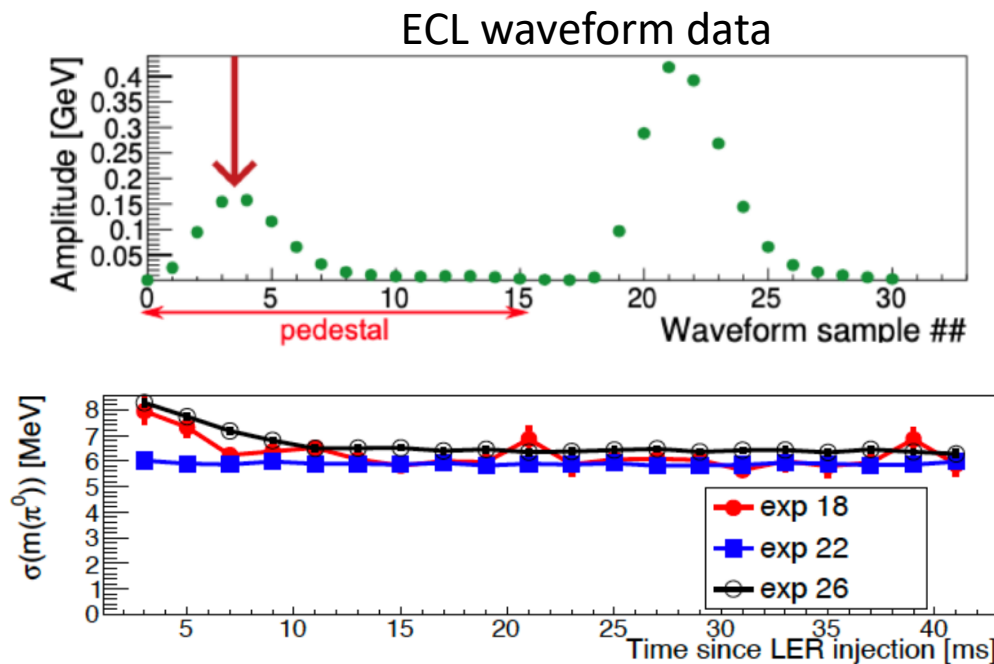 ECL waveform data
Amplitude [GeV]
0.4
0.35
0.3
0.25
0.2
0.15
0.1
0.05
0 5 10 15 20 25 30
pedestal
Waveform sample ##
σ(m(π⁰)) [MeV]
8
7
6
5
4
3
2
1
0
exp 18
exp 22
exp 26
5 10 15 20 25 30 35 40
Time since LER injection [ms]